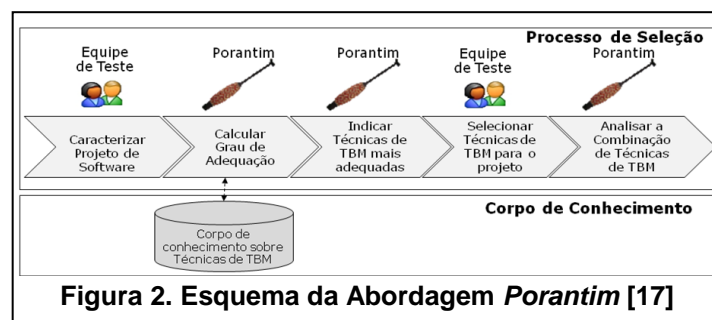 Processo de Seleção
Equipe
de Teste
Porantim
Porantim
Equipe
de Teste
Porantim
Caracterizar
Projeto de
Software
Calcular
Grau de
Adequação
Indicar
Técnicas de
TBM mais
adequadas
Selecionar
Técnicas de
TBM para o
projeto
Analisar a
Combinação
de Técnicas
de TBM
Corpo de Conhecimento
Corpo de
conhecimento sobre
Técnicas de TBM
Figura 2. Esquema da Abordagem Porantim [17]